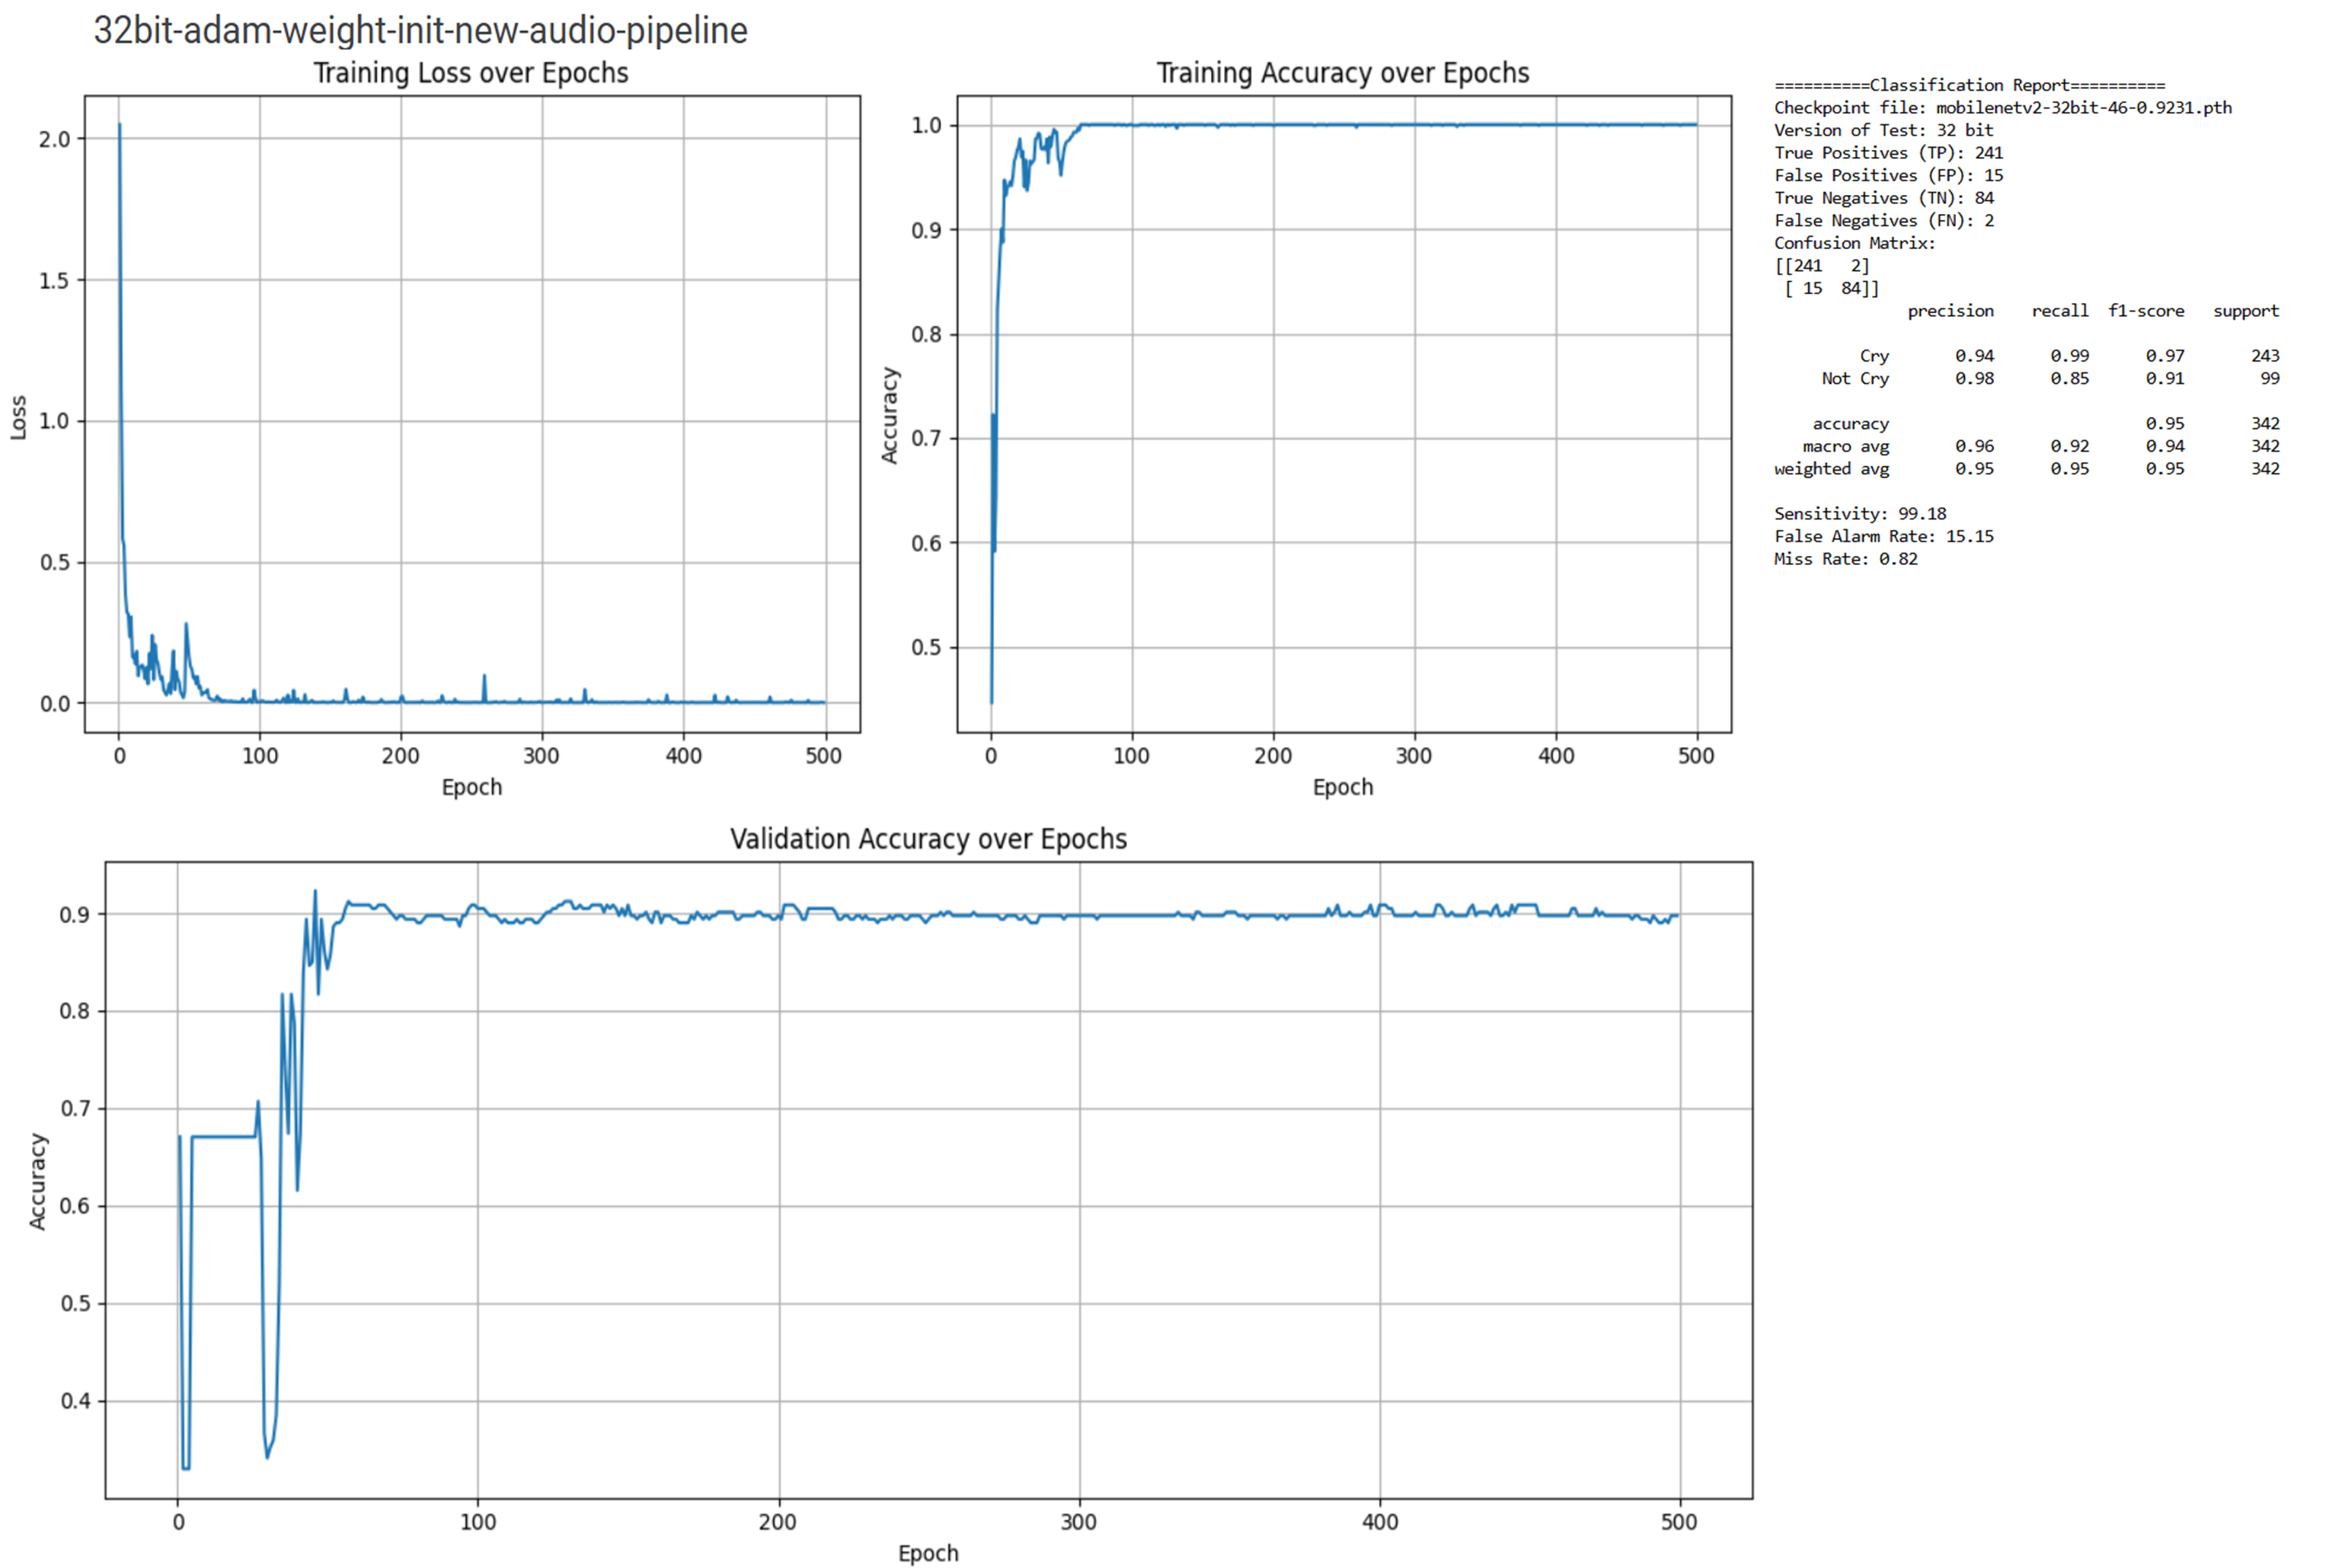 32bit-adam-weight-init-new-audio-pipeline
Training Loss over Epochs
2.0
1.5
1.0
0.5
0.0
Loss
0 100 200 300 400 500
Epoch
Training Accuracy over Epochs
1.0
0.9
0.8
0.7
0.6
0.5
Accuracy
0 100 200 300 400 500
Epoch
==========Classification Report==========
Checkpoint file: mobilenetv2-32bit-46-0.9231.pth
Version of Test: 32 bit
True Positives (TP): 241
False Positives (FP): 15
True Negatives (TN): 84
False Negatives (FN): 2
Confusion Matrix:
[[241   2]
 [ 15  84]]
precision recall f1-score support
Cry 0.94 0.99 0.97 243
Not Cry 0.98 0.85 0.91 99
accuracy 0.95 342
macro avg 0.96 0.92 0.94 342
weighted avg 0.95 0.95 0.95 342
Sensitivity: 99.18
False Alarm Rate: 15.15
Miss Rate: 0.82
Validation Accuracy over Epochs
0.9
0.8
0.7
0.6
0.5
0.4
Accuracy
0 100 200 300 400 500
Epoch